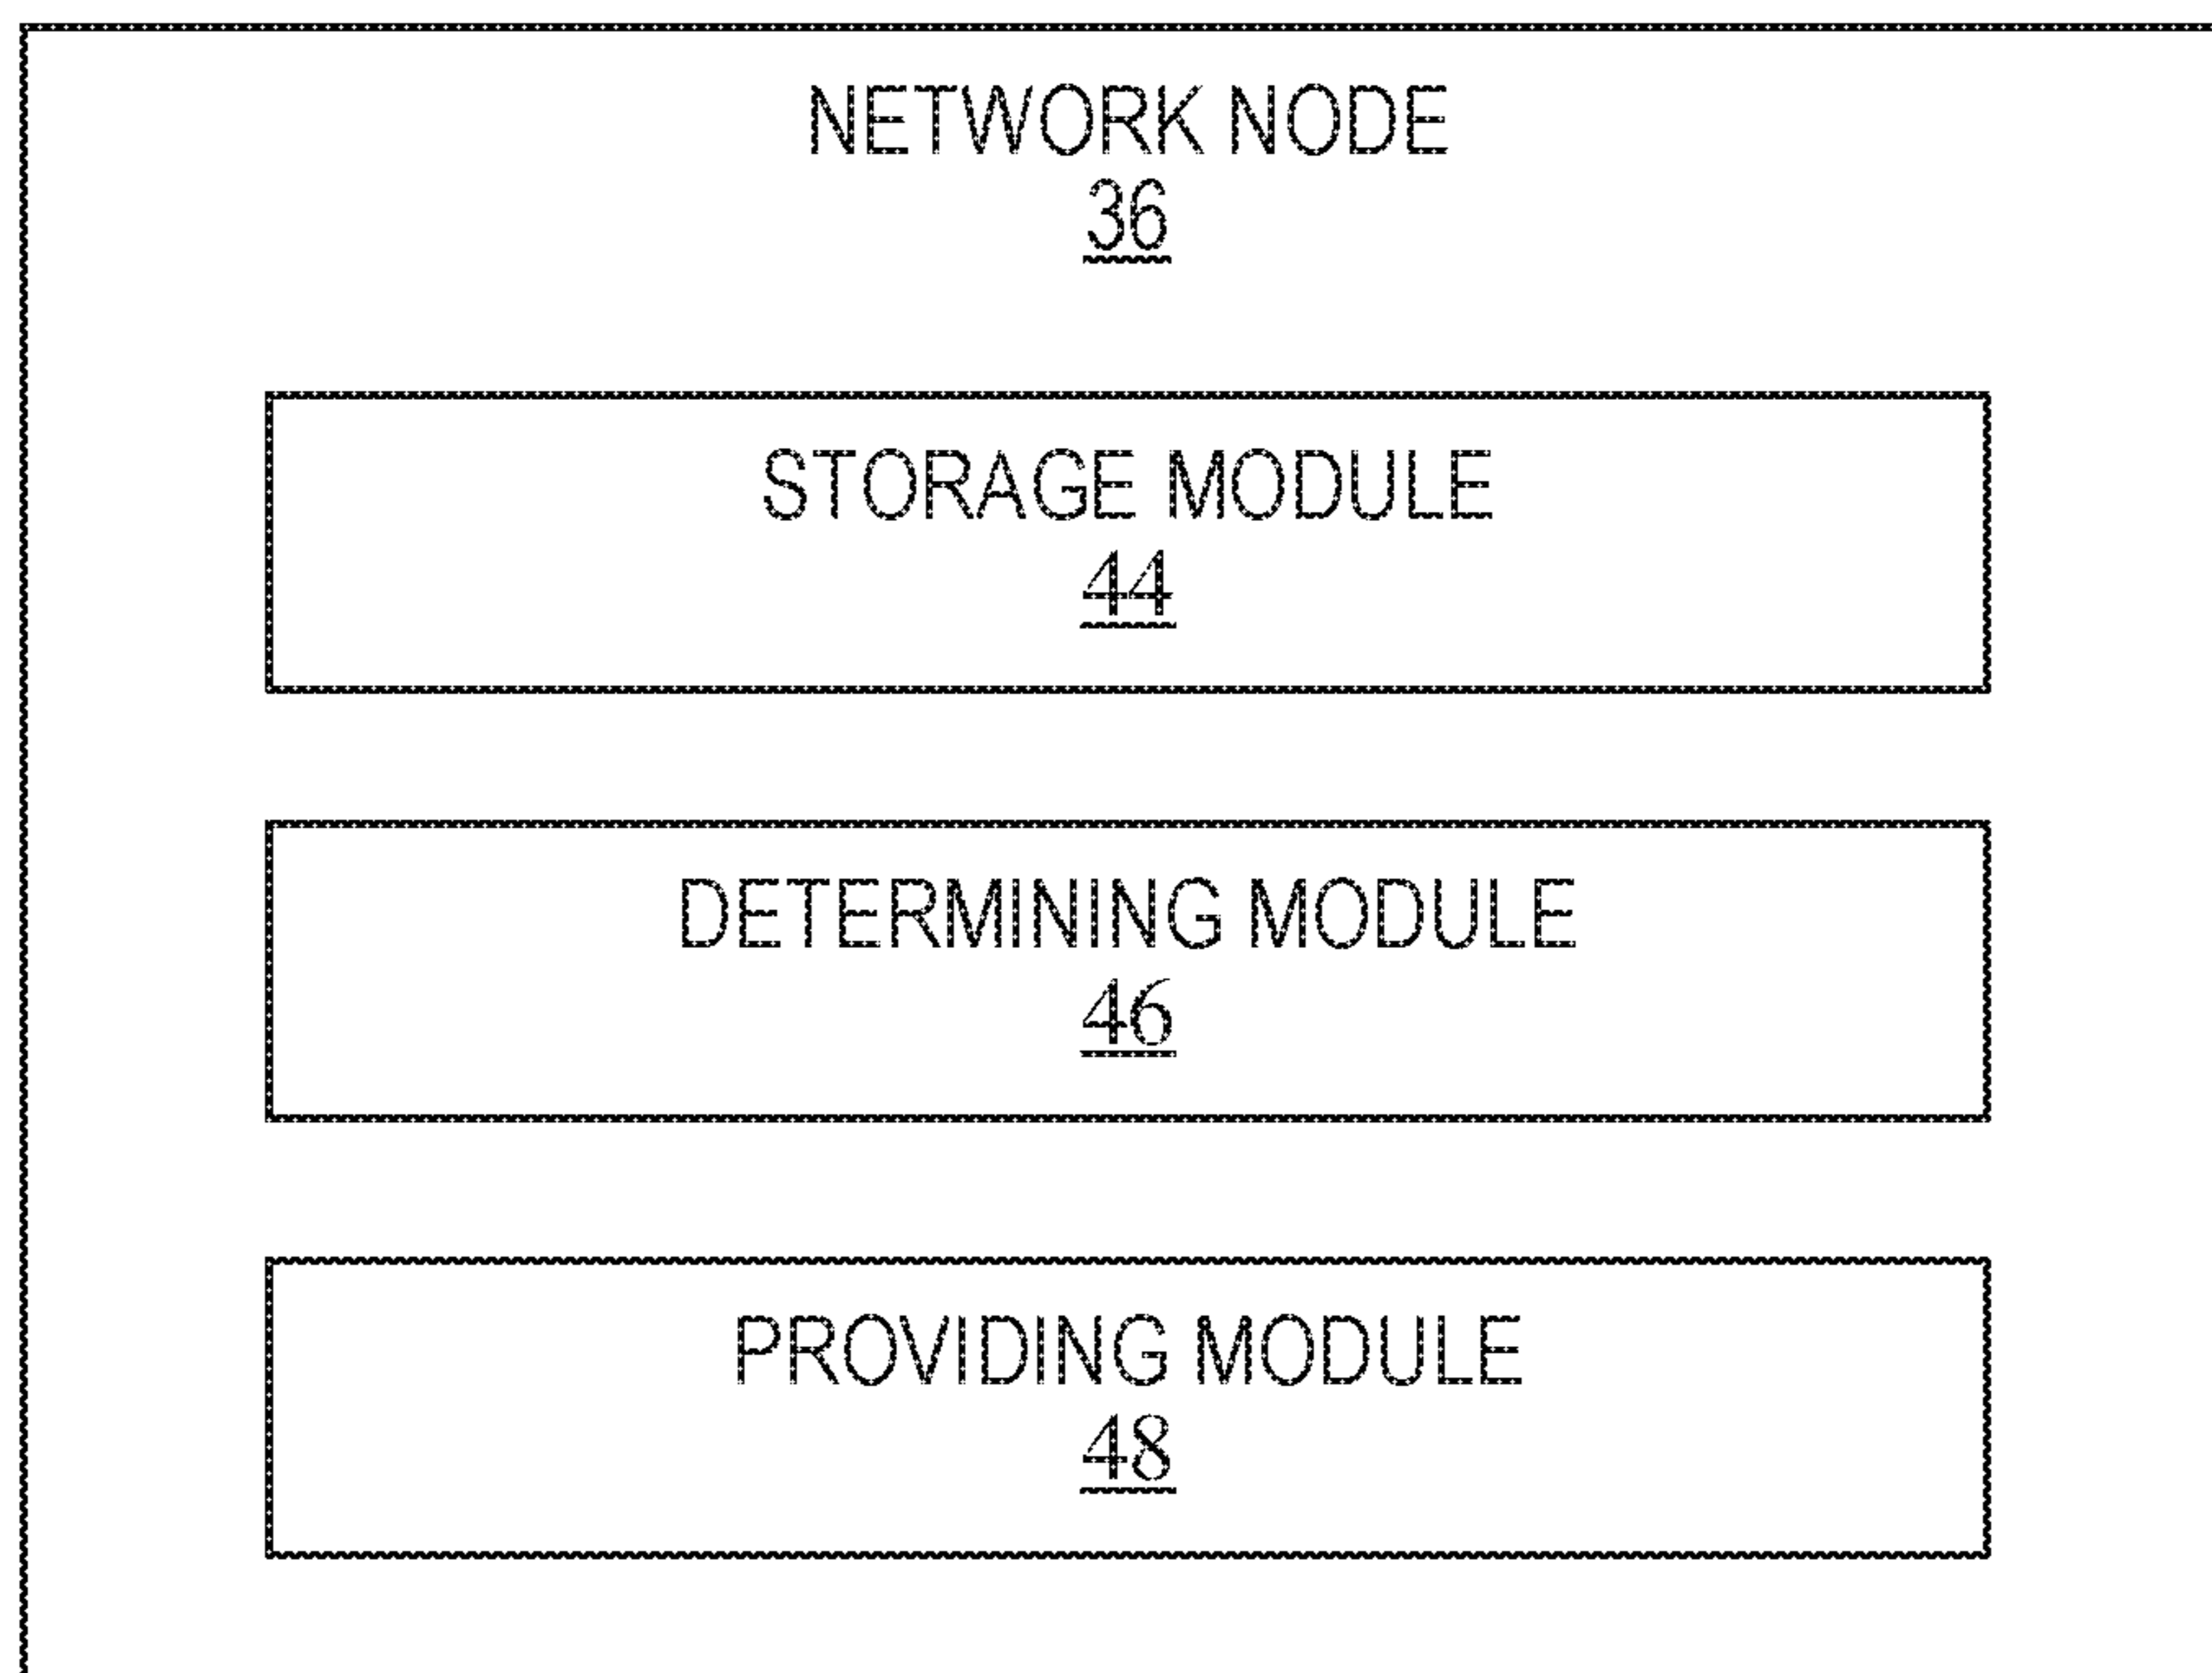 NETWORK NODE
36
STORAGE MODULE
44
DETERMINING MODULE
46
PROVIDING MODULE
48